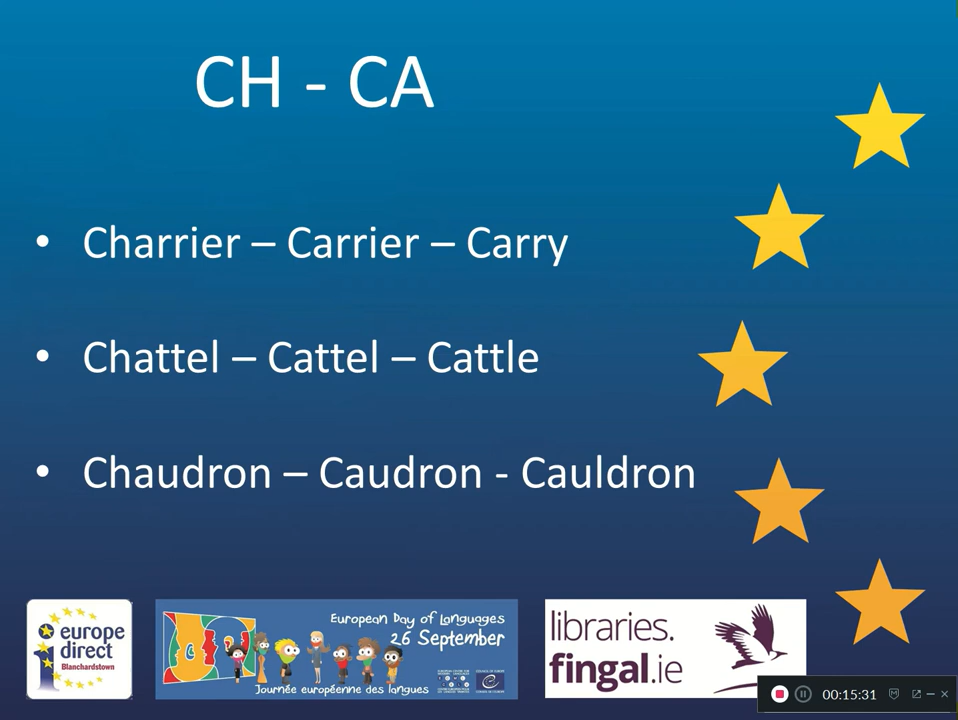 CH - CA
• Charrier – Carrier – Carry
• Chattel – Cattel – Cattle
• Chaudron – Caudron - Cauldron
europe
direct
Blanchardstown
European Day of Languages
26 September
Journée européenne des langues
libraries.
fingal.ie
00:15:31